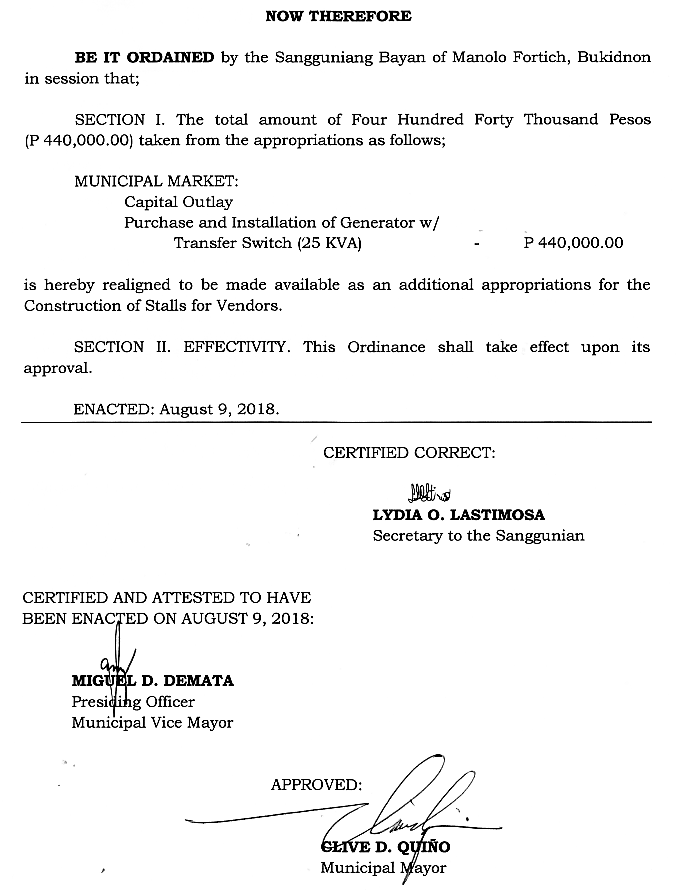 NOW THEREFORE
BE IT ORDAINED by the Sangguniang Bayan of Manolo Fortich, Bukidnon
in session that;
SECTION I. The total amount of Four Hundred Forty Thousand Pesos
(P 440,000.00) taken from the appropriations as follows;
MUNICIPAL MARKET:
Capital Outlay
Purchase and Installation of Generator w/
Transfer Switch (25 KVA) - P 440,000.00
is hereby realigned to be made available as an additional appropriations for the
Construction of Stalls for Vendors.
SECTION II. EFFECTIVITY. This Ordinance shall take effect upon its
approval.
ENACTED: August 9, 2018.
CERTIFIED CORRECT:
LYDIA O. LASTIMOSA
Secretary to the Sanggunian
CERTIFIED AND ATTESTED TO HAVE
BEEN ENACTED ON AUGUST 9, 2018:
MIGUEL D. DEMATA
Presiding Officer
Municipal Vice Mayor
APPROVED:
CLIVE D. QUIÑO
Municipal Mayor